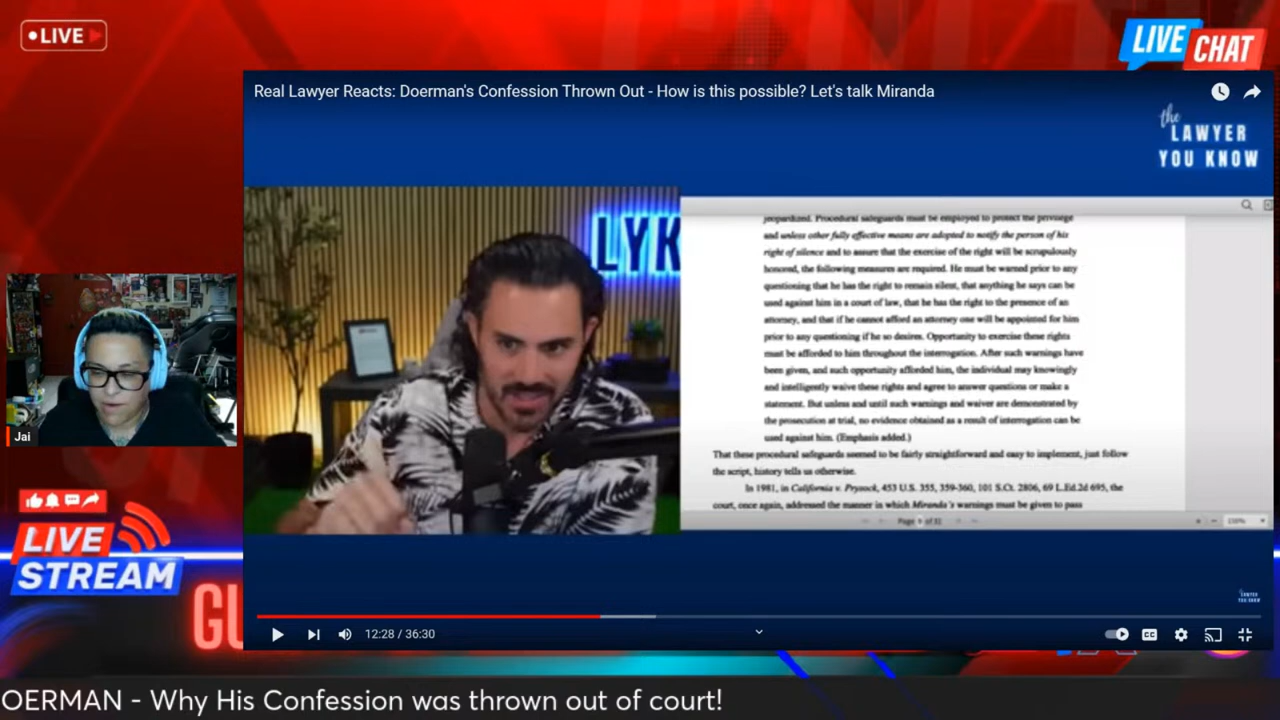 LIVE
LIVE
CHAT
Real Lawyer Reacts: Doerman's Confession Thrown Out - How is this possible? Let's talk Miranda
the
LAWYER
YOU KNOW
LYK
jeopardized. Procedural safeguards must be employed to protect the privilege
and unless other fully effective means are adopted to notify the person of his
right of silence and to assure that the exercise of the right will be scrupulously
honored, the following measures are required. He must be warned prior to any
questioning that he has the right to remain silent, that anything he says can be
used against him in a court of law, that he has the right to the presence of an
attorney, and that if he cannot afford an attorney one will be appointed for him
prior to any questioning if he so desires. Opportunity to exercise these rights
must be afforded to him throughout the interrogation. After such warnings have
been given, and such opportunity afforded him, the individual may knowingly
and intelligently waive these rights and agree to answer questions or make a
statement. But unless and until such warnings and waiver are demonstrated by
the prosecution at trial, no evidence obtained as a result of interrogation can be
used against him. (Emphasis added.)
That these procedural safeguards seemed to be fairly straightforward and easy to implement, just follow
the script, history tells us otherwise.
In 1981, in California v. Prysock, 453 U.S. 355, 359-360, 101 S.Ct. 2806, 69 L.Ed.2d 695, the
court, once again, addressed the manner in which Miranda's warnings must be given to pass
Page 9 of 31
Jai
LIVE
STREAM
GU
LAWYER
YOU KNOW
12:28 / 36:30
CC
OERMAN - Why His Confession was thrown out of court!